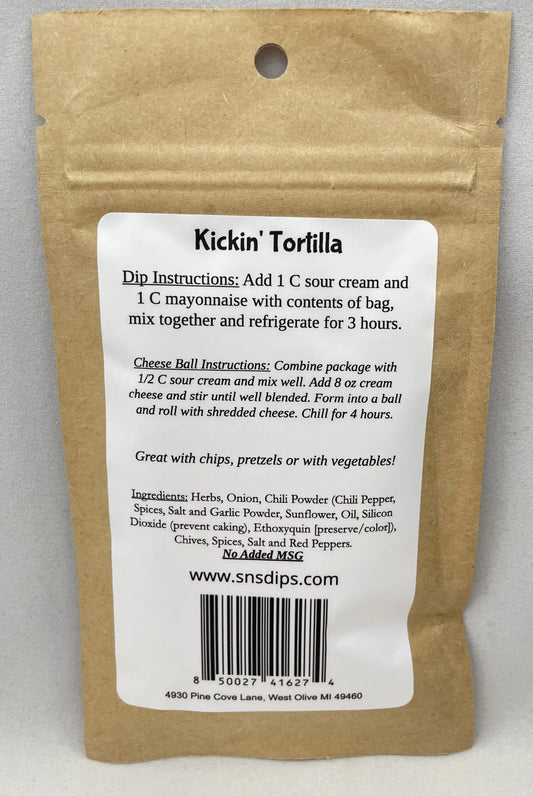 Kickin' Tortilla
Dip Instructions: Add 1 C sour cream and
1 C mayonnaise with contents of bag,
mix together and refrigerate for 3 hours.
Cheese Ball Instructions: Combine package with
1/2 C sour cream and mix well. Add 8 oz cream
cheese and stir until well blended. Form into a ball
and roll with shredded cheese. Chill for 4 hours.
Great with chips, pretzels or with vegetables!
Ingredients: Herbs, Onion, Chili Powder (Chili Pepper,
Spices, Salt and Garlic Powder, Sunflower, Oil, Silicon
Dioxide (prevent caking), Ethoxyquin [preserve/color]),
Chives, Spices, Salt and Red Peppers.
No Added MSG
www.snsdips.com
8 50027 41627 4
4930 Pine Cove Lane, West Olive MI 49460